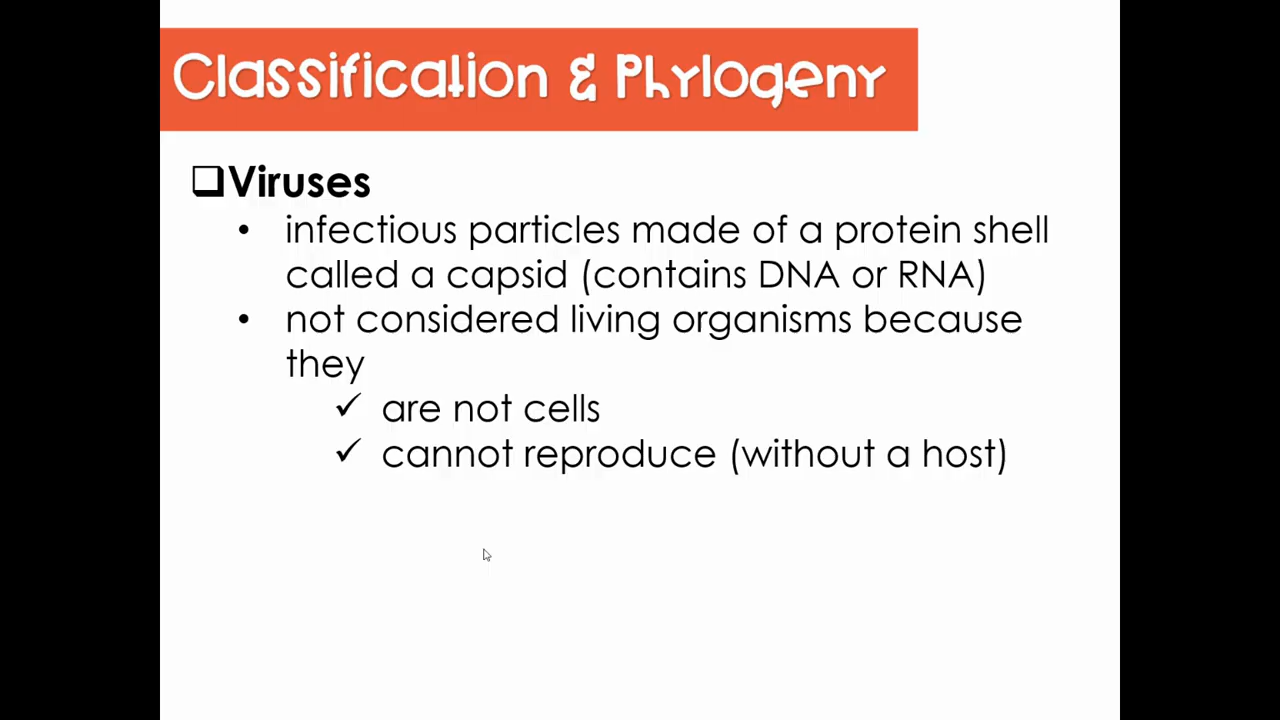 Classification & Phylogeny
❑Viruses
• infectious particles made of a protein shell
called a capsid (contains DNA or RNA)
• not considered living organisms because
they
✓ are not cells
✓ cannot reproduce (without a host)